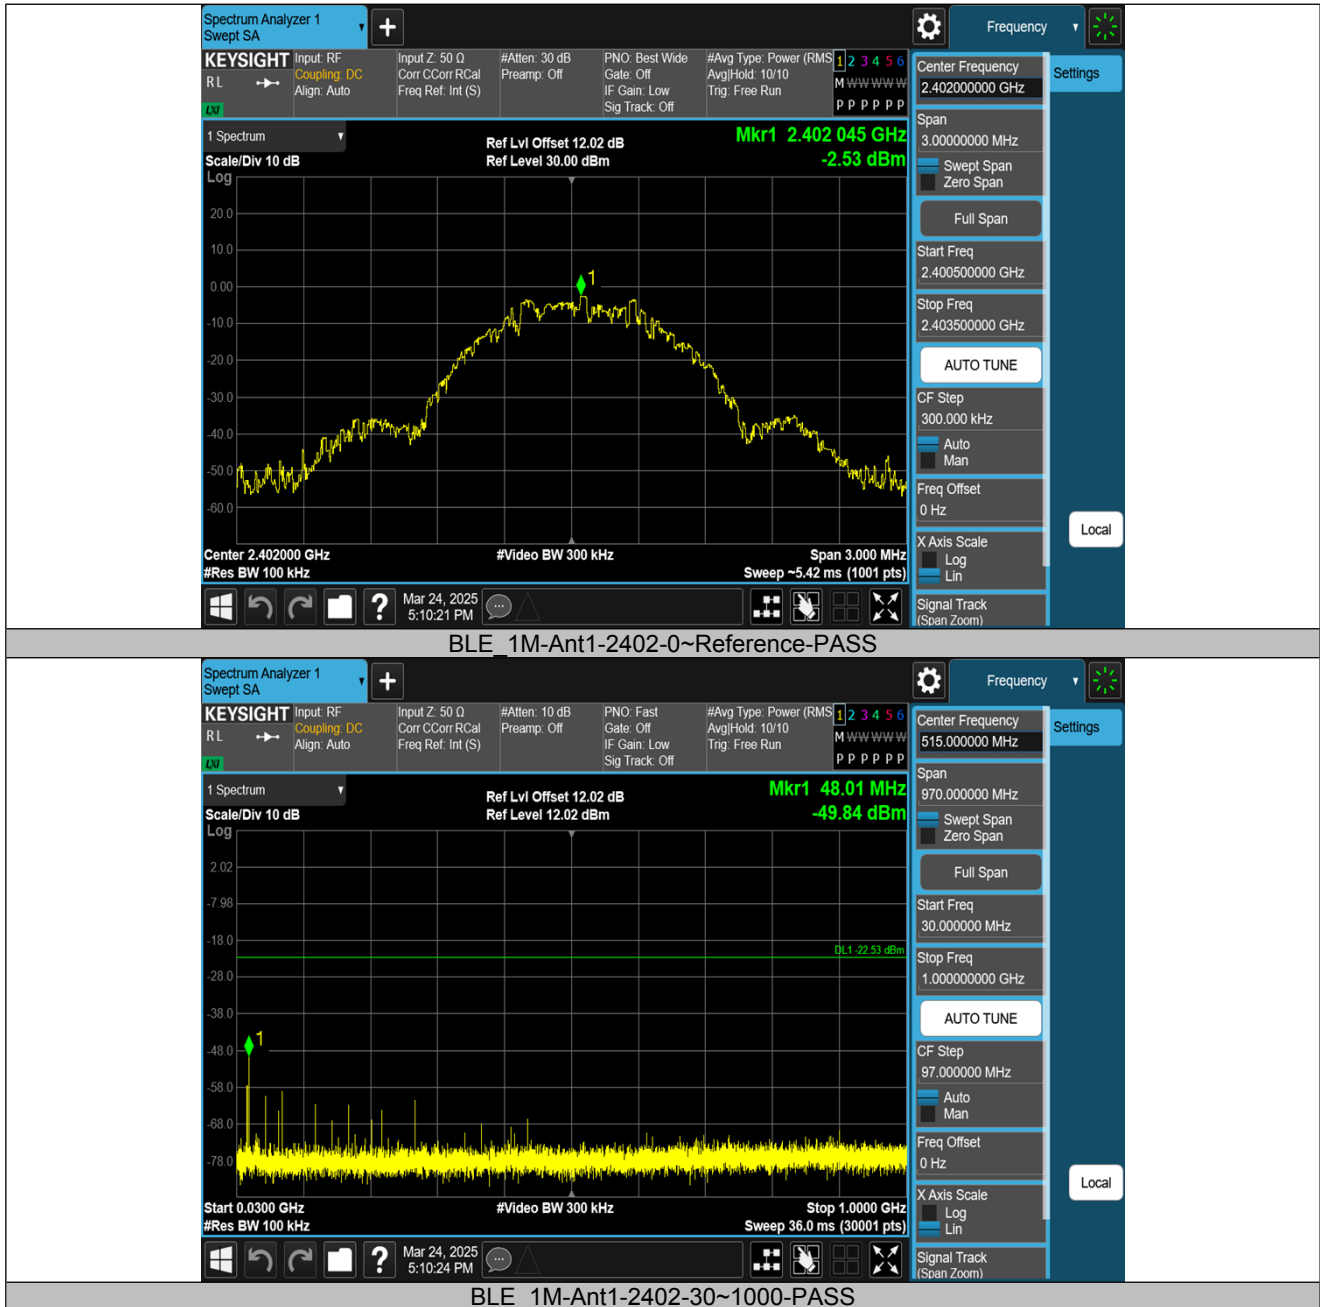 Spectrum Analyzer 1
Swept SA
Frequency
KEYSIGHT
RL
LXI
Input: RF
Coupling: DC
Align: Auto
Input Z: 50 Ω
Corr CCorr RCal
Freq Ref: Int (S)
#Atten: 30 dB
Preamp: Off
PNO: Best Wide
Gate: Off
IF Gain: Low
Sig Track: Off
#Avg Type: Power (RMS
Avg|Hold: 10/10
Trig: Free Run
1 2 3 4 5 6
M W W W W W
P P P P P P
1 Spectrum
Scale/Div 10 dB
Log
Ref Lvl Offset 12.02 dB
Ref Level 30.00 dBm
Mkr1 2.402 045 GHz
-2.53 dBm
20.0
10.0
0.00
-10.0
-20.0
-30.0
-40.0
-50.0
-60.0
1
Center 2.402000 GHz
#Res BW 100 kHz
#Video BW 300 kHz
Span 3.000 MHz
Sweep ~5.42 ms (1001 pts)
Mar 24, 2025
5:10:21 PM
Center Frequency
2.402000000 GHz
Span
3.00000000 MHz
Swept Span
Zero Span
Full Span
Start Freq
2.400500000 GHz
Stop Freq
2.403500000 GHz
AUTO TUNE
CF Step
300.000 kHz
Auto
Man
Freq Offset
0 Hz
X Axis Scale
Log
Lin
Signal Track
(Span Zoom)
Settings
Local
BLE_1M-Ant1-2402-0~Reference-PASS
Spectrum Analyzer 1
Swept SA
Frequency
KEYSIGHT
RL
LXI
Input: RF
Coupling: DC
Align: Auto
Input Z: 50 Ω
Corr CCorr RCal
Freq Ref: Int (S)
#Atten: 10 dB
Preamp: Off
PNO: Fast
Gate: Off
IF Gain: Low
Sig Track: Off
#Avg Type: Power (RMS
Avg|Hold: 10/10
Trig: Free Run
1 2 3 4 5 6
M W W W W W
P P P P P P
1 Spectrum
Scale/Div 10 dB
Log
Ref Lvl Offset 12.02 dB
Ref Level 12.02 dBm
Mkr1 48.01 MHz
-49.84 dBm
2.02
-7.98
-18.0
-28.0
-38.0
-48.0
-58.0
-68.0
-78.0
DL1 -22.53 dBm
1
Start 0.0300 GHz
#Res BW 100 kHz
#Video BW 300 kHz
Stop 1.0000 GHz
Sweep 36.0 ms (30001 pts)
Mar 24, 2025
5:10:24 PM
Center Frequency
515.000000 MHz
Span
970.000000 MHz
Swept Span
Zero Span
Full Span
Start Freq
30.000000 MHz
Stop Freq
1.000000000 GHz
AUTO TUNE
CF Step
97.000000 MHz
Auto
Man
Freq Offset
0 Hz
X Axis Scale
Log
Lin
Signal Track
(Span Zoom)
Settings
Local
BLE_1M-Ant1-2402-30~1000-PASS